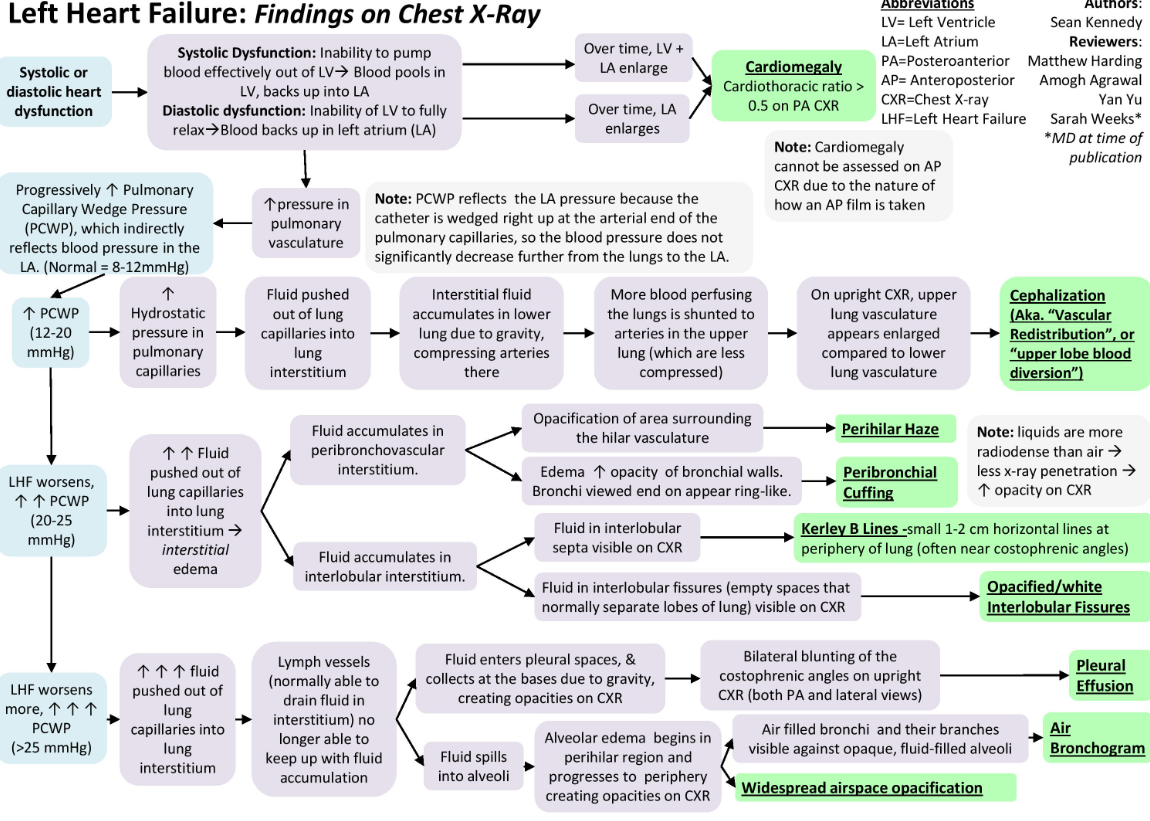 Left Heart Failure: Findings on Chest X-Ray
Abbreviations
LV= Left Ventricle
LA=Left Atrium
PA=Posteroanterior
AP= Anteroposterior
CXR=Chest X-ray
LHF=Left Heart Failure
Authors:
Sean Kennedy
Reviewers:
Matthew Harding
Amogh Agrawal
Yan Yu
Sarah Weeks*
*MD at time of
publication
Systolic or
diastolic heart
dysfunction
Systolic Dysfunction: Inability to pump
blood effectively out of LV→ Blood pools in
LV, backs up into LA
Diastolic dysfunction: Inability of LV to fully
relax→Blood backs up in left atrium (LA)
Over time, LV +
LA enlarge
Over time, LA
enlarges
Cardiomegaly
Cardiothoracic ratio >
0.5 on PA CXR
Note: Cardiomegaly
cannot be assessed on AP
CXR due to the nature of
how an AP film is taken
Progressively ↑ Pulmonary
Capillary Wedge Pressure
(PCWP), which indirectly
reflects blood pressure in the
LA. (Normal = 8-12mmHg)
↑pressure in
pulmonary
vasculature
Note: PCWP reflects the LA pressure because the
catheter is wedged right up at the arterial end of the
pulmonary capillaries, so the blood pressure does not
significantly decrease further from the lungs to the LA.
↑ PCWP
(12-20
mmHg)
↑
Hydrostatic
pressure in
pulmonary
capillaries
Fluid pushed
out of lung
capillaries into
lung
interstitium
Interstitial fluid
accumulates in lower
lung due to gravity,
compressing arteries
there
More blood perfusing
the lungs is shunted to
arteries in the upper
lung (which are less
compressed)
On upright CXR, upper
lung vasculature
appears enlarged
compared to lower
lung vasculature
Cephalization
(Aka. “Vascular
Redistribution”, or
“upper lobe blood
diversion”)
LHF worsens,
↑ ↑ PCWP
(20-25
mmHg)
↑ ↑ Fluid
pushed out of
lung capillaries
into lung
interstitium →
interstitial
edema
Fluid accumulates in
peribronchovascular
interstitium.
Opacification of area surrounding
the hilar vasculature
Perihilar Haze
Edema ↑ opacity of bronchial walls.
Bronchi viewed end on appear ring-like.
Peribronchial
Cuffing
Note: liquids are more
radiodense than air →
less x-ray penetration →
↑ opacity on CXR
Fluid accumulates in
interlobular interstitium.
Fluid in interlobular
septa visible on CXR
Kerley B Lines -small 1-2 cm horizontal lines at
periphery of lung (often near costophrenic angles)
Fluid in interlobular fissures (empty spaces that
normally separate lobes of lung) visible on CXR
Opacified/white
Interlobular Fissures
LHF worsens
more, ↑ ↑ ↑
PCWP
(>25 mmHg)
↑ ↑ ↑ fluid
pushed out of
lung
capillaries into
lung
interstitium
Lymph vessels
(normally able to
drain fluid in
interstitium) no
longer able to
keep up with fluid
accumulation
Fluid enters pleural spaces, &
collects at the bases due to gravity,
creating opacities on CXR
Bilateral blunting of the
costophrenic angles on upright
CXR (both PA and lateral views)
Pleural
Effusion
Fluid spills
into alveoli
Alveolar edema begins in
perihilar region and
progresses to periphery
creating opacities on CXR
Air filled bronchi and their branches
visible against opaque, fluid-filled alveoli
Air
Bronchogram
Widespread airspace opacification